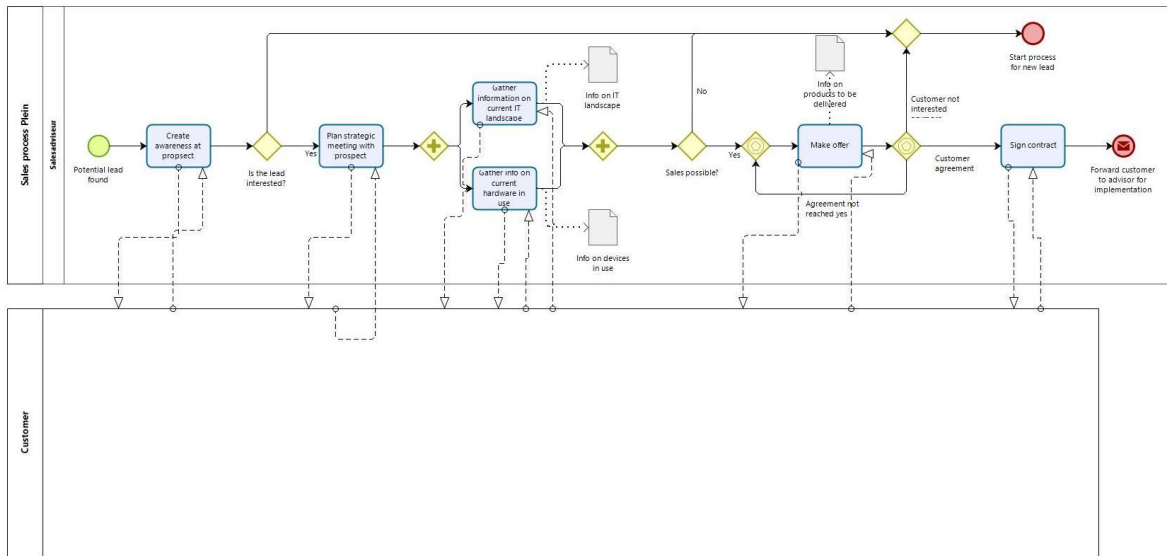 Sales process Plein
Salesadviseur
Potential lead
found
Create
awareness at
propsect.
Is the lead
interested?
Yes
Plan strategic
meeting with
prospect
Gather
information on
current IT
landscape
Gather info on
current
hardware in
use
Info on IT
landscape
Info on devices
in use
No
Sales possible?
Yes
Info on
products to be
delivered
Make offer
Agreement not
reached yes
Customer not
Interested
Customer
agreement
Start process
for new lead
Sign contract
Forward customer
to advisor for
implementation
Customer